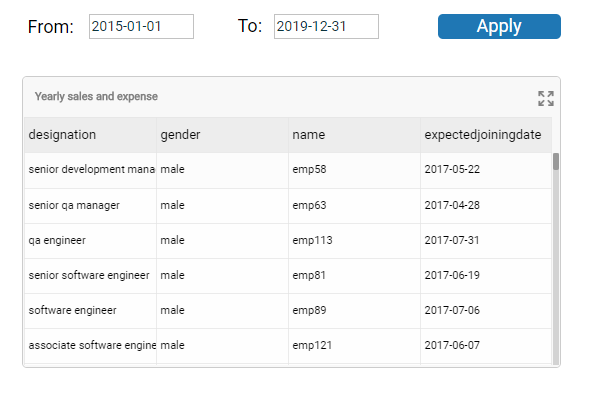 From: 2015-01-01 To: 2019-12-31 Apply
Yearly sales and expense
designation gender name expectedjoiningdate
senior development mana male emp58 2017-05-22
senior qa manager male emp63 2017-04-28
qa engineer male emp113 2017-07-31
senior software engineer male emp81 2017-06-19
software engineer male emp89 2017-07-06
associate software engine male emp121 2017-06-07